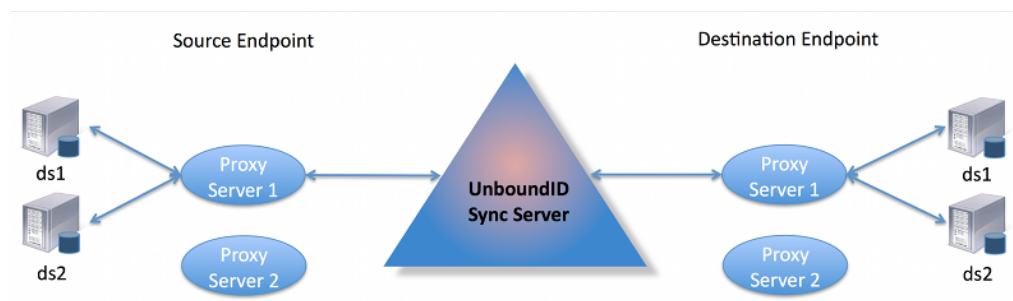 Source Endpoint
Destination Endpoint
ds1
ds2
Proxy
Server 1
Proxy
Server 2
UnboundID
Sync Server
Proxy
Server 1
Proxy
Server 2
ds1
ds2